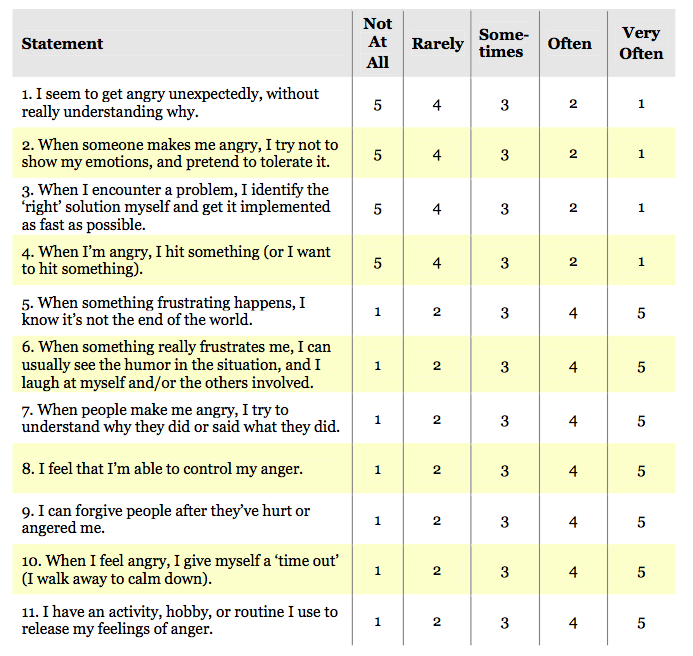 Statement Not At All Rarely Some-times Often Very Often
1. I seem to get angry unexpectedly, without
really understanding why. 5 4 3 2 1
2. When someone makes me angry, I try not to
show my emotions, and pretend to tolerate it. 5 4 3 2 1
3. When I encounter a problem, I identify the
‘right’ solution myself and get it implemented
as fast as possible. 5 4 3 2 1
4. When I’m angry, I hit something (or I want
to hit something). 5 4 3 2 1
5. When something frustrating happens, I
know it’s not the end of the world. 1 2 3 4 5
6. When something really frustrates me, I can
usually see the humor in the situation, and I
laugh at myself and/or the others involved. 1 2 3 4 5
7. When people make me angry, I try to
understand why they did or said what they did. 1 2 3 4 5
8. I feel that I’m able to control my anger. 1 2 3 4 5
9. I can forgive people after they’ve hurt or
angered me. 1 2 3 4 5
10. When I feel angry, I give myself a ‘time out’
(I walk away to calm down). 1 2 3 4 5
11. I have an activity, hobby, or routine I use to
release my feelings of anger. 1 2 3 4 5